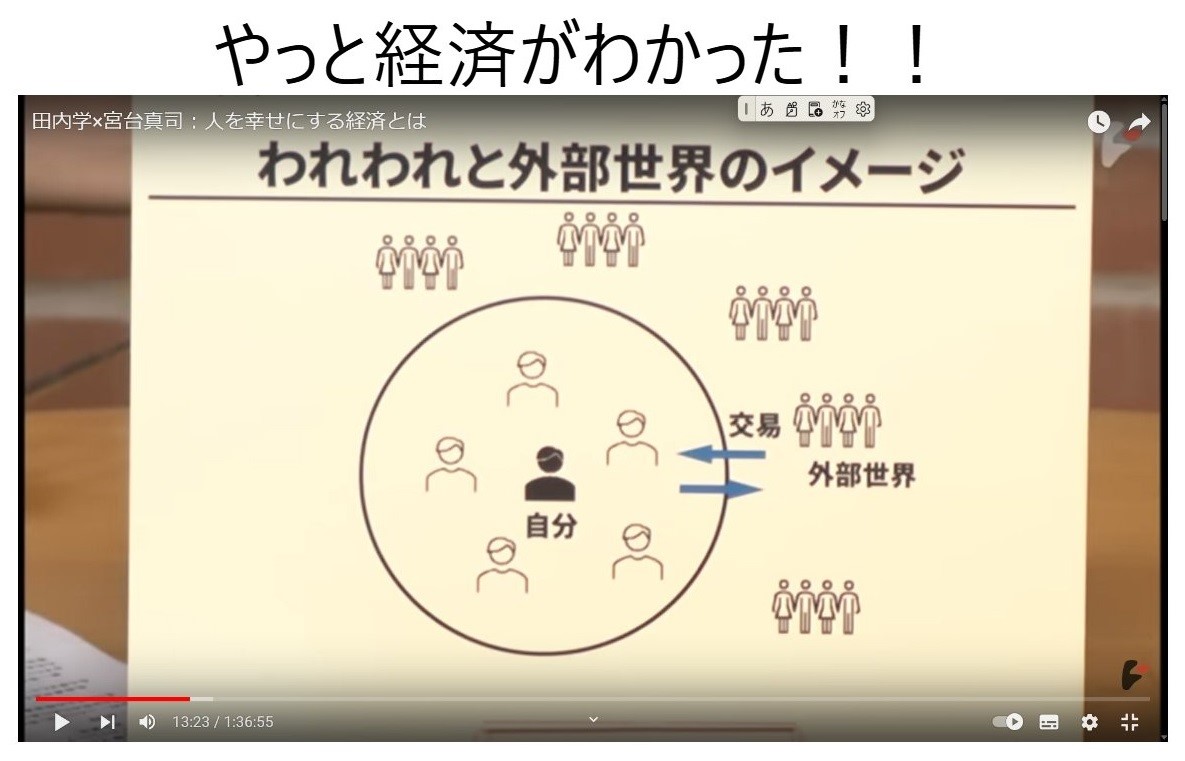 やっと経済がわかった！！
田内学×宮台真司：人を幸せにする経済とは
あ
かな
オフ
われわれと外部世界のイメージ
交易
外部世界
自分
13:23 / 1:36:55